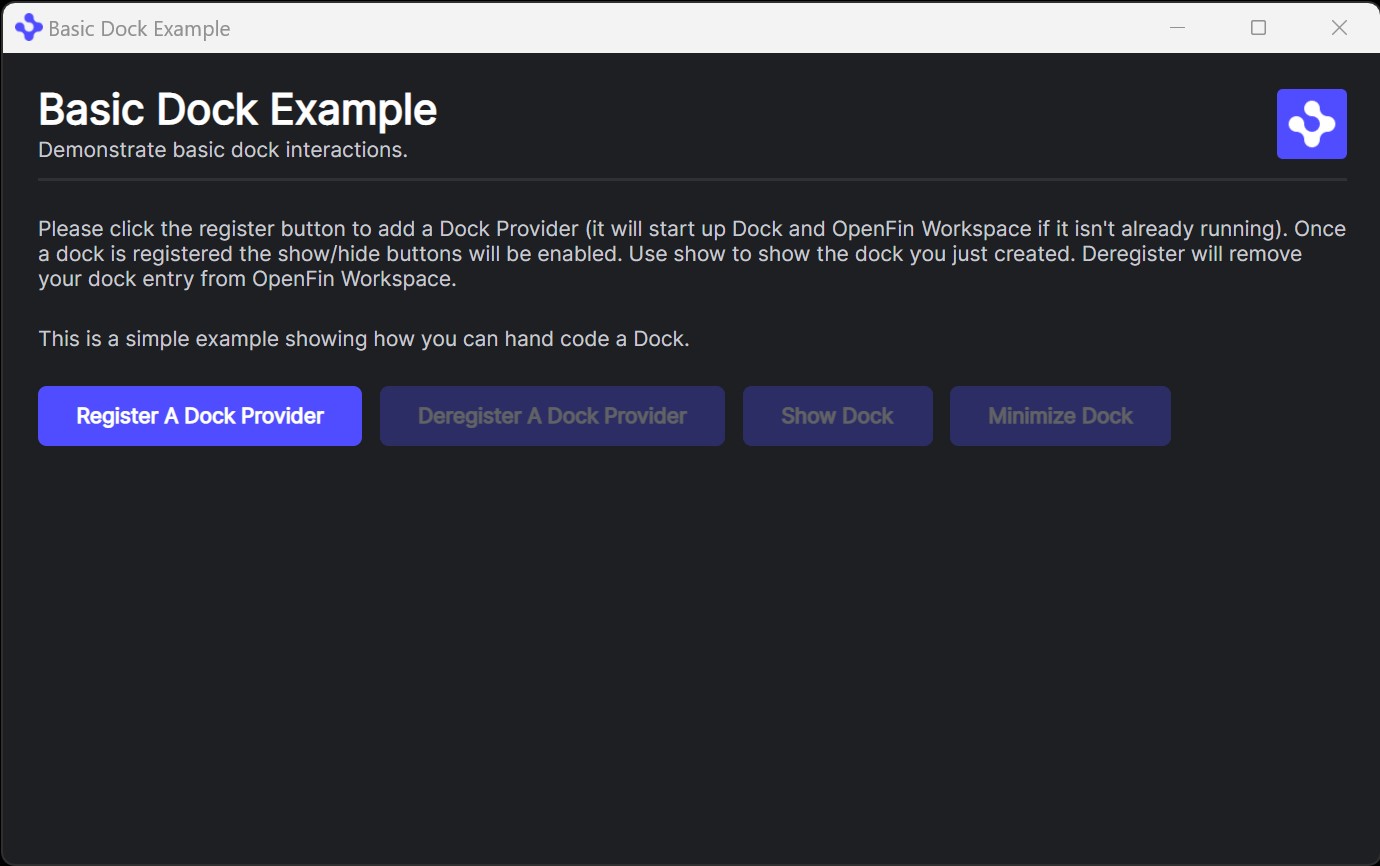 Basic Dock Example
Basic Dock Example
Demonstrate basic dock interactions.
Please click the register button to add a Dock Provider (it will start up Dock and OpenFin Workspace if it isn't already running). Once
a dock is registered the show/hide buttons will be enabled. Use show to show the dock you just created. Deregister will remove
your dock entry from OpenFin Workspace.
This is a simple example showing how you can hand code a Dock.
Register A Dock Provider
Deregister A Dock Provider
Show Dock
Minimize Dock